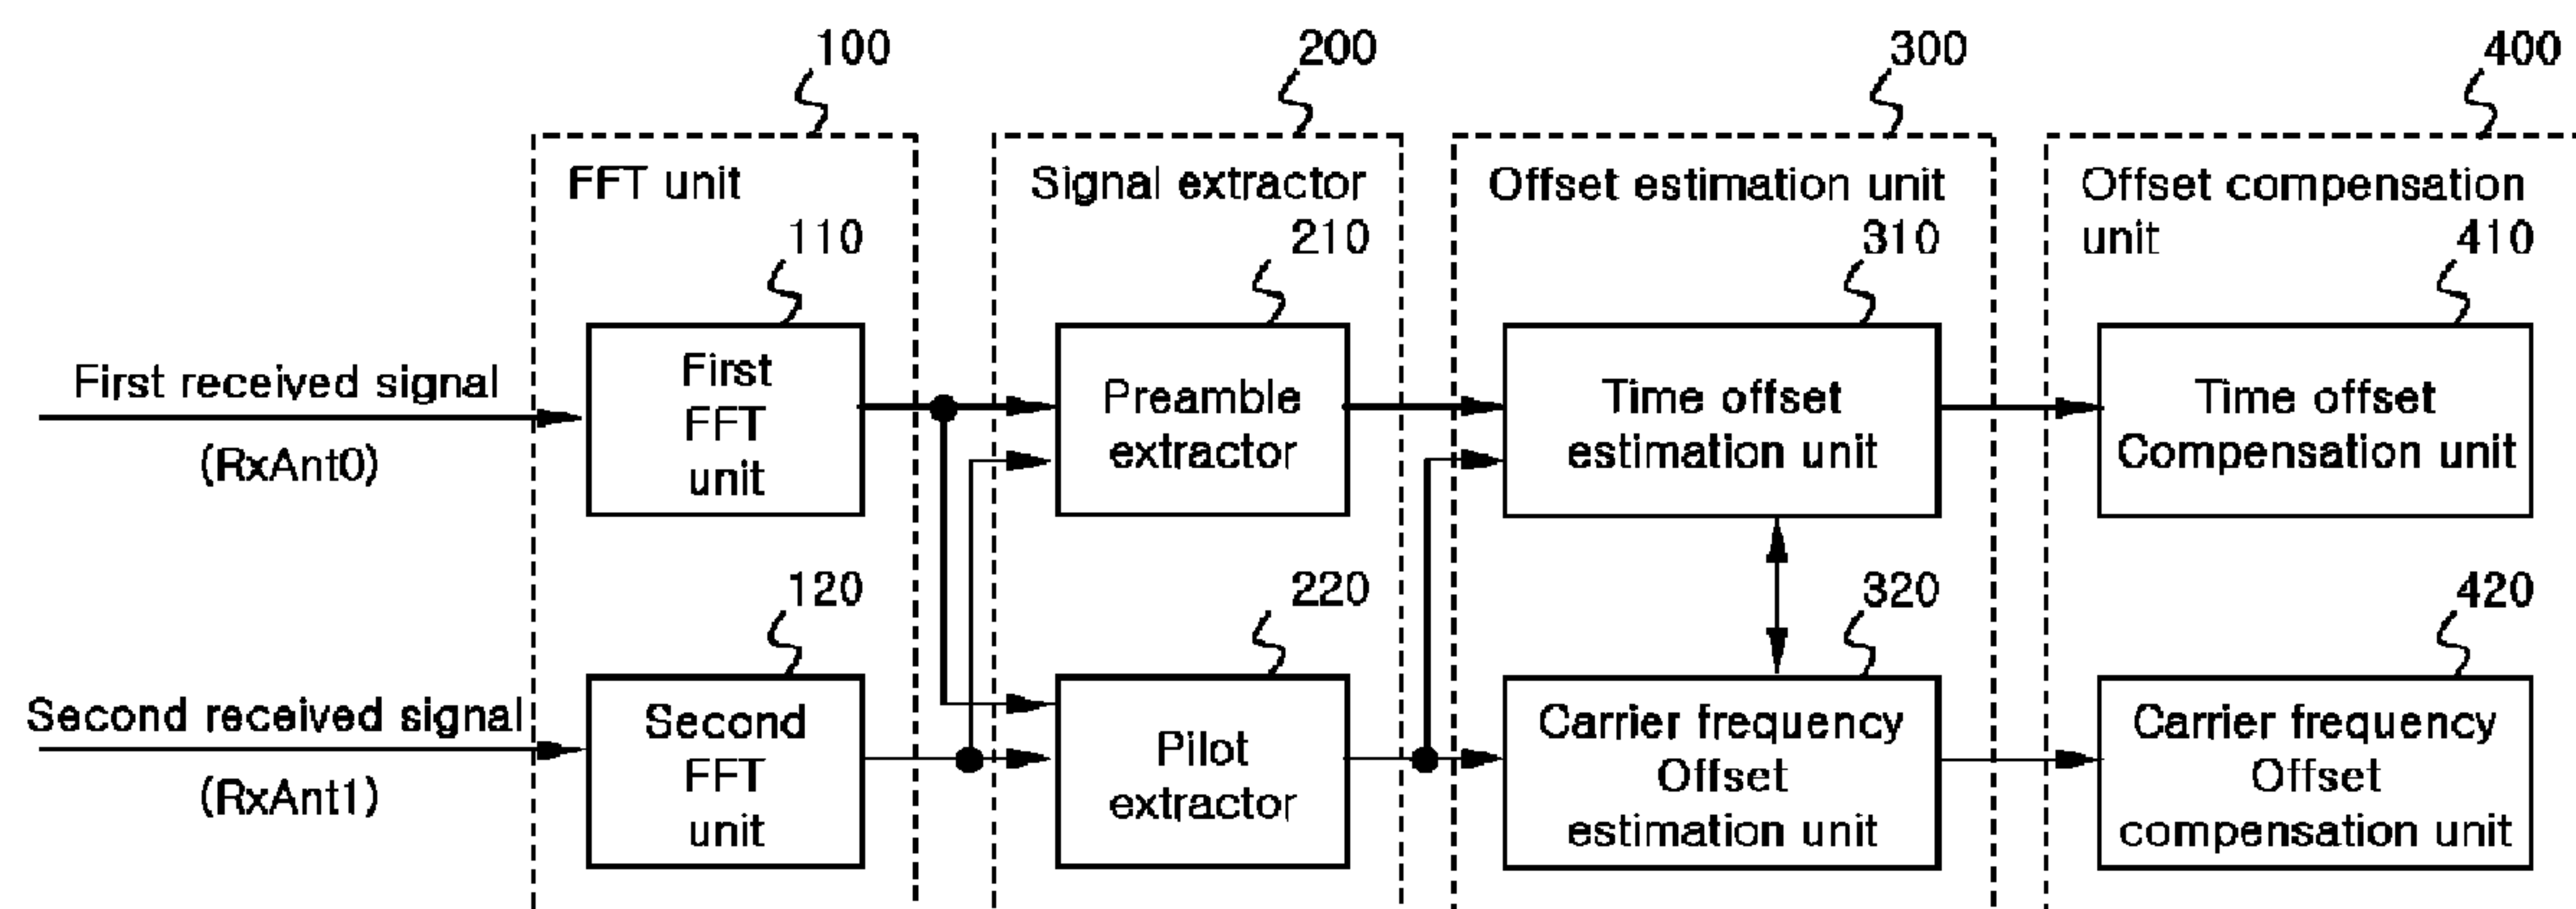 100
200
300
400
FFT unit
Signal extractor
Offset estimation unit
Offset compensation
unit
110
210
310
410
First received signal
(RxAnt0)
First
FFT
unit
Preamble
extractor
Time offset
estimation unit
Time offset
Compensation unit
120
220
320
420
Second received signal
(RxAnt1)
Second
FFT
unit
Pilot
extractor
Carrier frequency
Offset
estimation unit
Carrier frequency
Offset
compensation unit